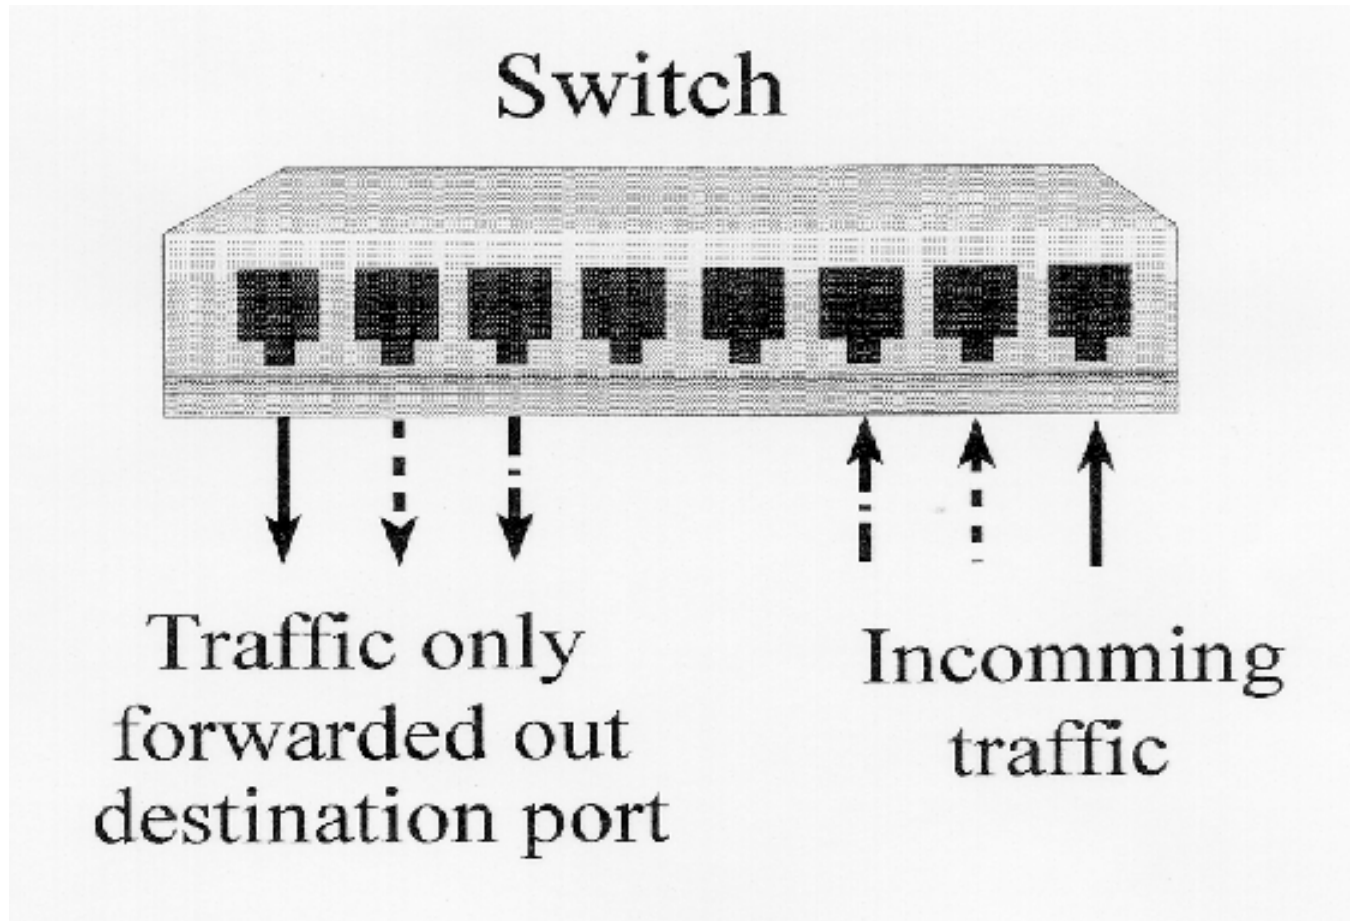 Switch
Traffic only
forwarded out
destination port
Incomming
traffic